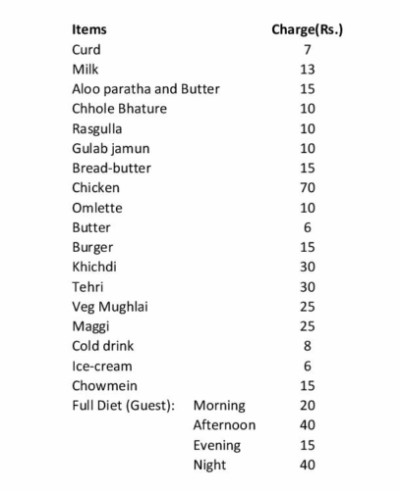 Items Charge(Rs.)
Curd 7
Milk 13
Aloo paratha and Butter 15
Chhole Bhature 10
Rasgulla 10
Gulab jamun 10
Bread-butter 15
Chicken 70
Omlette 10
Butter 6
Burger 15
Khichdi 30
Tehri 30
Veg Mughlai 25
Maggi 25
Cold drink 8
Ice-cream 6
Chowmein 15
Full Diet (Guest): Morning 20
Afternoon 40
Evening 15
Night 40